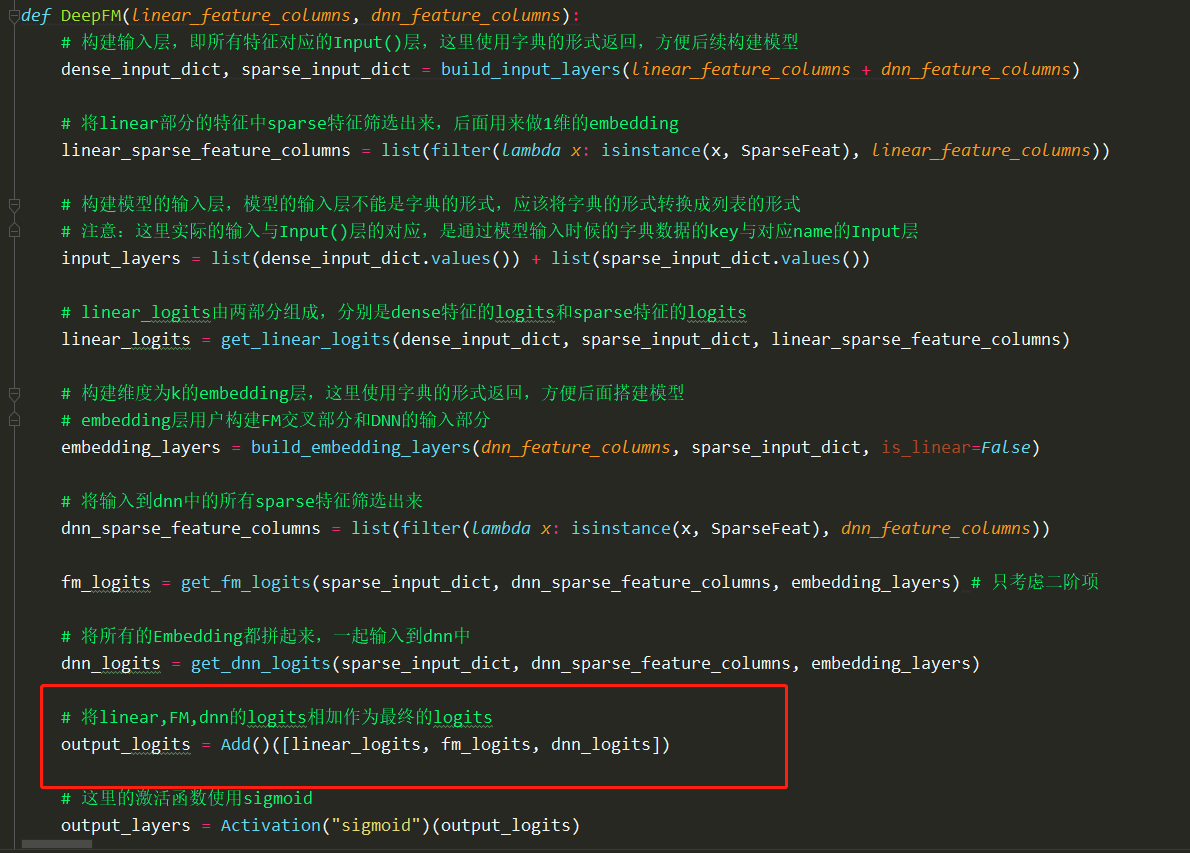 def DeepFM(linear_feature_columns, dnn_feature_columns):
# 构建输入层，即所有特征对应的Input()层，这里使用字典的形式返回，方便后续构建模型
dense_input_dict, sparse_input_dict = build_input_layers(linear_feature_columns + dnn_feature_columns)
# 将linear部分的特征中sparse特征筛选出来，后面用来做1维的embedding
linear_sparse_feature_columns = list(filter(lambda x: isinstance(x, SparseFeat), linear_feature_columns))
# 构建模型的输入层，模型的输入层不能是字典的形式，应该将字典的形式转换成列表的形式
# 注意：这里实际的输入与Input()层的对应，是通过模型输入时候的字典数据的key与对应name的Input层
input_layers = list(dense_input_dict.values()) + list(sparse_input_dict.values())
# linear_logits由两部分组成，分别是dense特征的logits和sparse特征的logits
linear_logits = get_linear_logits(dense_input_dict, sparse_input_dict, linear_sparse_feature_columns)
# 构建维度为k的embedding层，这里使用字典的形式返回，方便后面搭建模型
# embedding层用户构建FM交叉部分和DNN的输入部分
embedding_layers = build_embedding_layers(dnn_feature_columns, sparse_input_dict, is_linear=False)
# 将输入到dnn中的所有sparse特征筛选出来
dnn_sparse_feature_columns = list(filter(lambda x: isinstance(x, SparseFeat), dnn_feature_columns))
fm_logits = get_fm_logits(sparse_input_dict, dnn_sparse_feature_columns, embedding_layers) # 只考虑二阶项
# 将所有的Embedding都拼起来，一起输入到dnn中
dnn_logits = get_dnn_logits(sparse_input_dict, dnn_sparse_feature_columns, embedding_layers)
# 将linear,FM,dnn的logits相加作为最终的logits
output_logits = Add()([linear_logits, fm_logits, dnn_logits])
# 这里的激活函数使用sigmoid
output_layers = Activation("sigmoid")(output_logits)